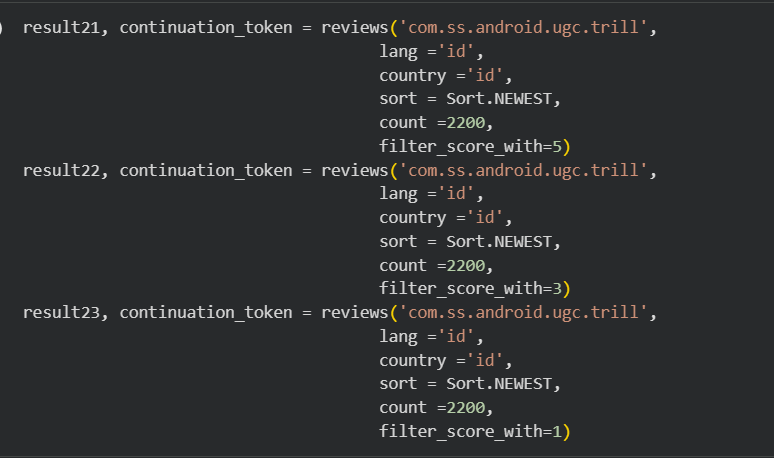 result21, continuation_token = reviews('com.ss.android.ugc.trill',
lang ='id',
country ='id',
sort = Sort.NEWEST,
count =2200,
filter_score_with=5)
result22, continuation_token = reviews('com.ss.android.ugc.trill',
lang ='id',
country ='id',
sort = Sort.NEWEST,
count =2200,
filter_score_with=3)
result23, continuation_token = reviews('com.ss.android.ugc.trill',
lang ='id',
country ='id',
sort = Sort.NEWEST,
count =2200,
filter_score_with=1)